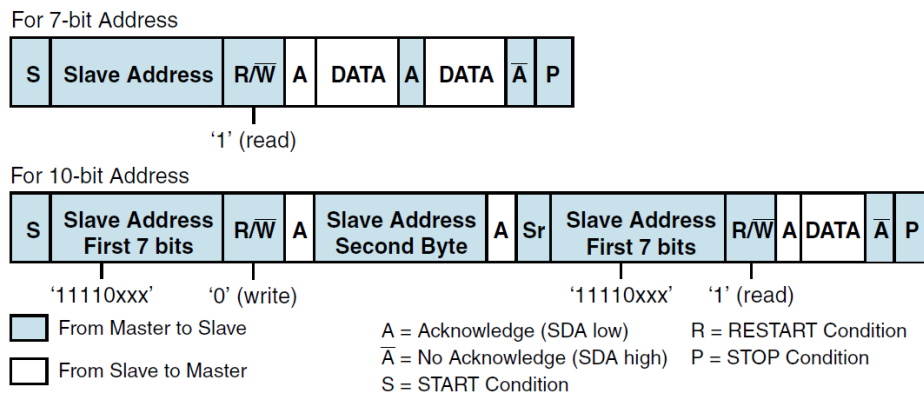 For 7-bit Address
S Slave Address R/W̅ A DATA A DATA A̅ P
'1' (read)
For 10-bit Address
S Slave Address First 7 bits R/W̅ A Slave Address Second Byte A Sr Slave Address First 7 bits R/W̅ A DATA A̅ P
'11110xxx' '0' (write) '11110xxx' '1' (read)
From Master to Slave
From Slave to Master
A = Acknowledge (SDA low)
A̅ = No Acknowledge (SDA high)
S = START Condition
R = RESTART Condition
P = STOP Condition